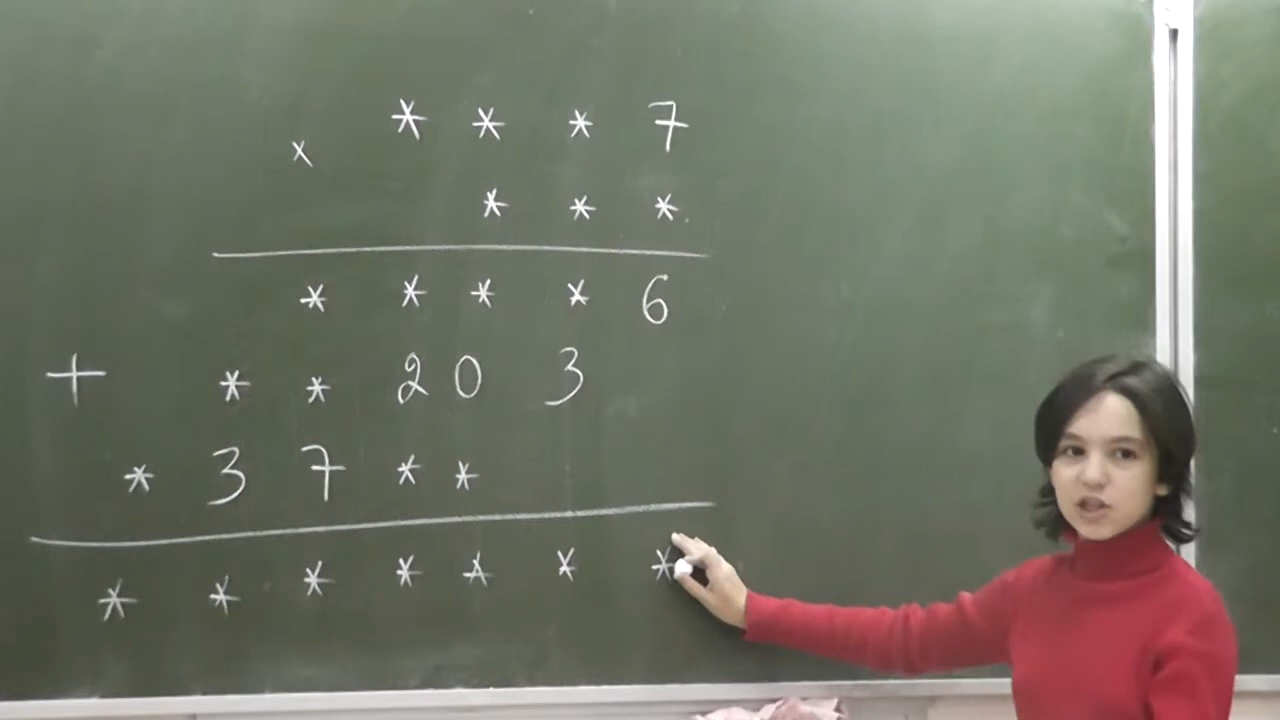 * * * 7
×
* * *
* * * * 6
+ * * 2 0 3
* 3 7 * *
* * * * * * *